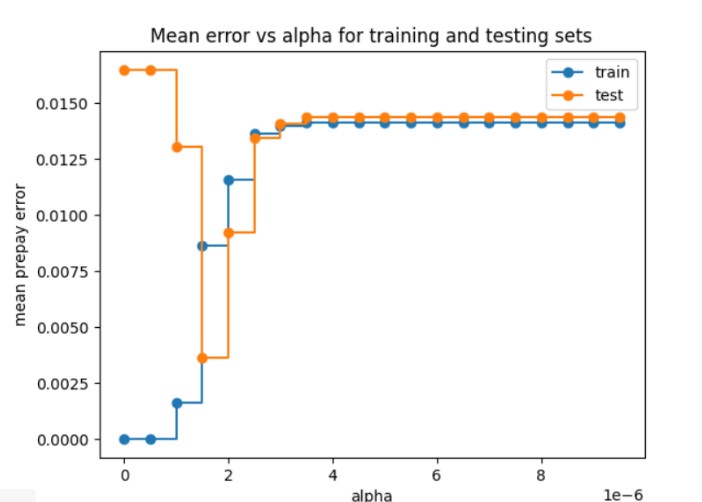 Mean error vs alpha for training and testing sets
train
test
mean prepay error
0.0150
0.0125
0.0100
0.0075
0.0050
0.0025
0.0000
0 2 4 6 8
1e−6
alpha